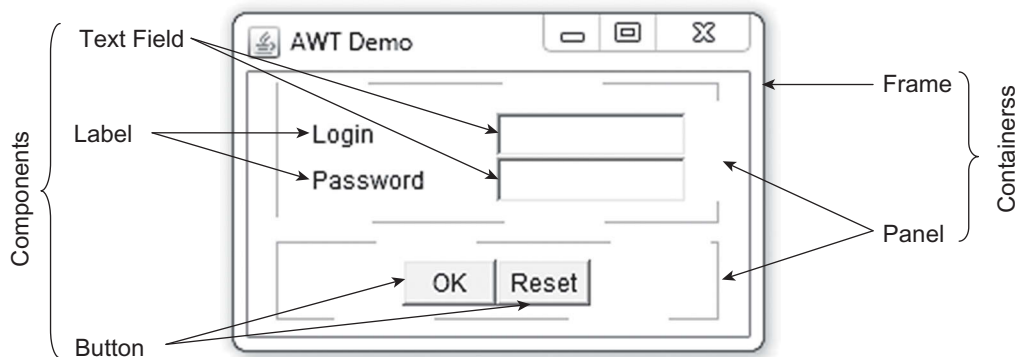 Text Field
AWT Demo
Frame
Label
Login
Password
Components
Containerss
Panel
OK
Reset
Button